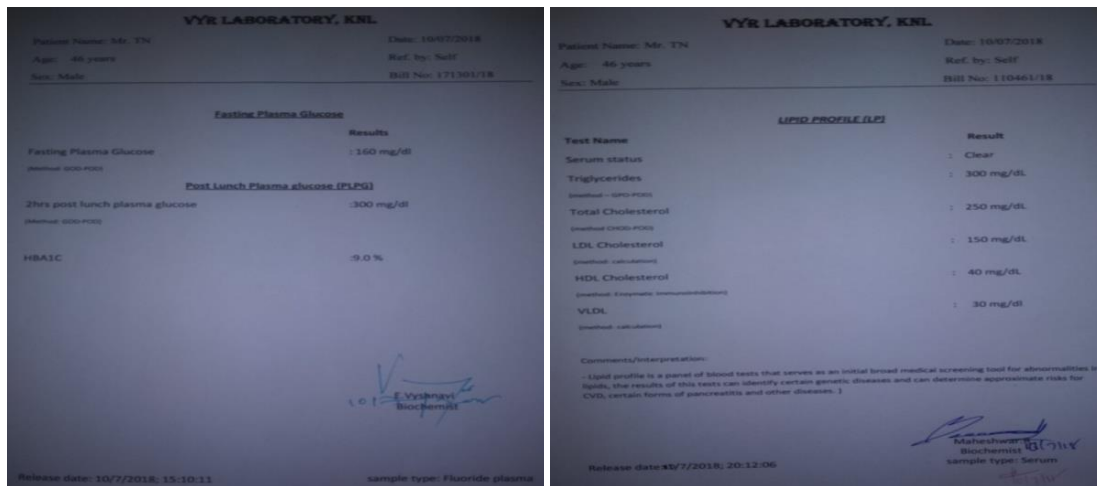 VYR LABORATORY, KNL
Patient Name: Mr. TN
Date: 10/07/2018
Age: 46 years
Ref. by: Self
Sex: Male
Bill No: 171301/18
Fasting Plasma Glucose
Results
Fasting Plasma Glucose : 160 mg/dl
(Method: GOD-POD)
Post Lunch Plasma glucose (PLPG)
2hrs post lunch plasma glucose :300 mg/dl
(Method: GOD-POD)
HBA1C :9.0 %
E.Vyshnavi
Biochemist
Release date: 10/7/2018; 15:10:11
sample type: Fluoride plasma
VYR LABORATORY, KNL
Patient Name: Mr. TN
Date: 10/07/2018
Age: 46 years
Ref. by: Self
Sex: Male
Bill No: 110461/18
LIPID PROFILE (LP)
Test Name Result
Serum status : Clear
Triglycerides : 300 mg/dL
(method – GPO-POD)
Total Cholesterol : 250 mg/dL
(method CHOD-POD)
LDL Cholesterol : 150 mg/dL
(method: calculation)
HDL Cholesterol : 40 mg/dL
(method: Enzymatic immunoinhibition)
VLDL : 30 mg/dl
(method: calculation)
Comments/interpretation:
- Lipid profile is a panel of blood tests that serves as an initial broad medical screening tool for abnormalities
lipids, the results of this tests can identify certain genetic diseases and can determine approximate risks for
CVD, certain forms of pancreatitis and other diseases. )
Maheshwar
Biochemist
sample type: Serum
Release date: /7/2018; 20:12:06